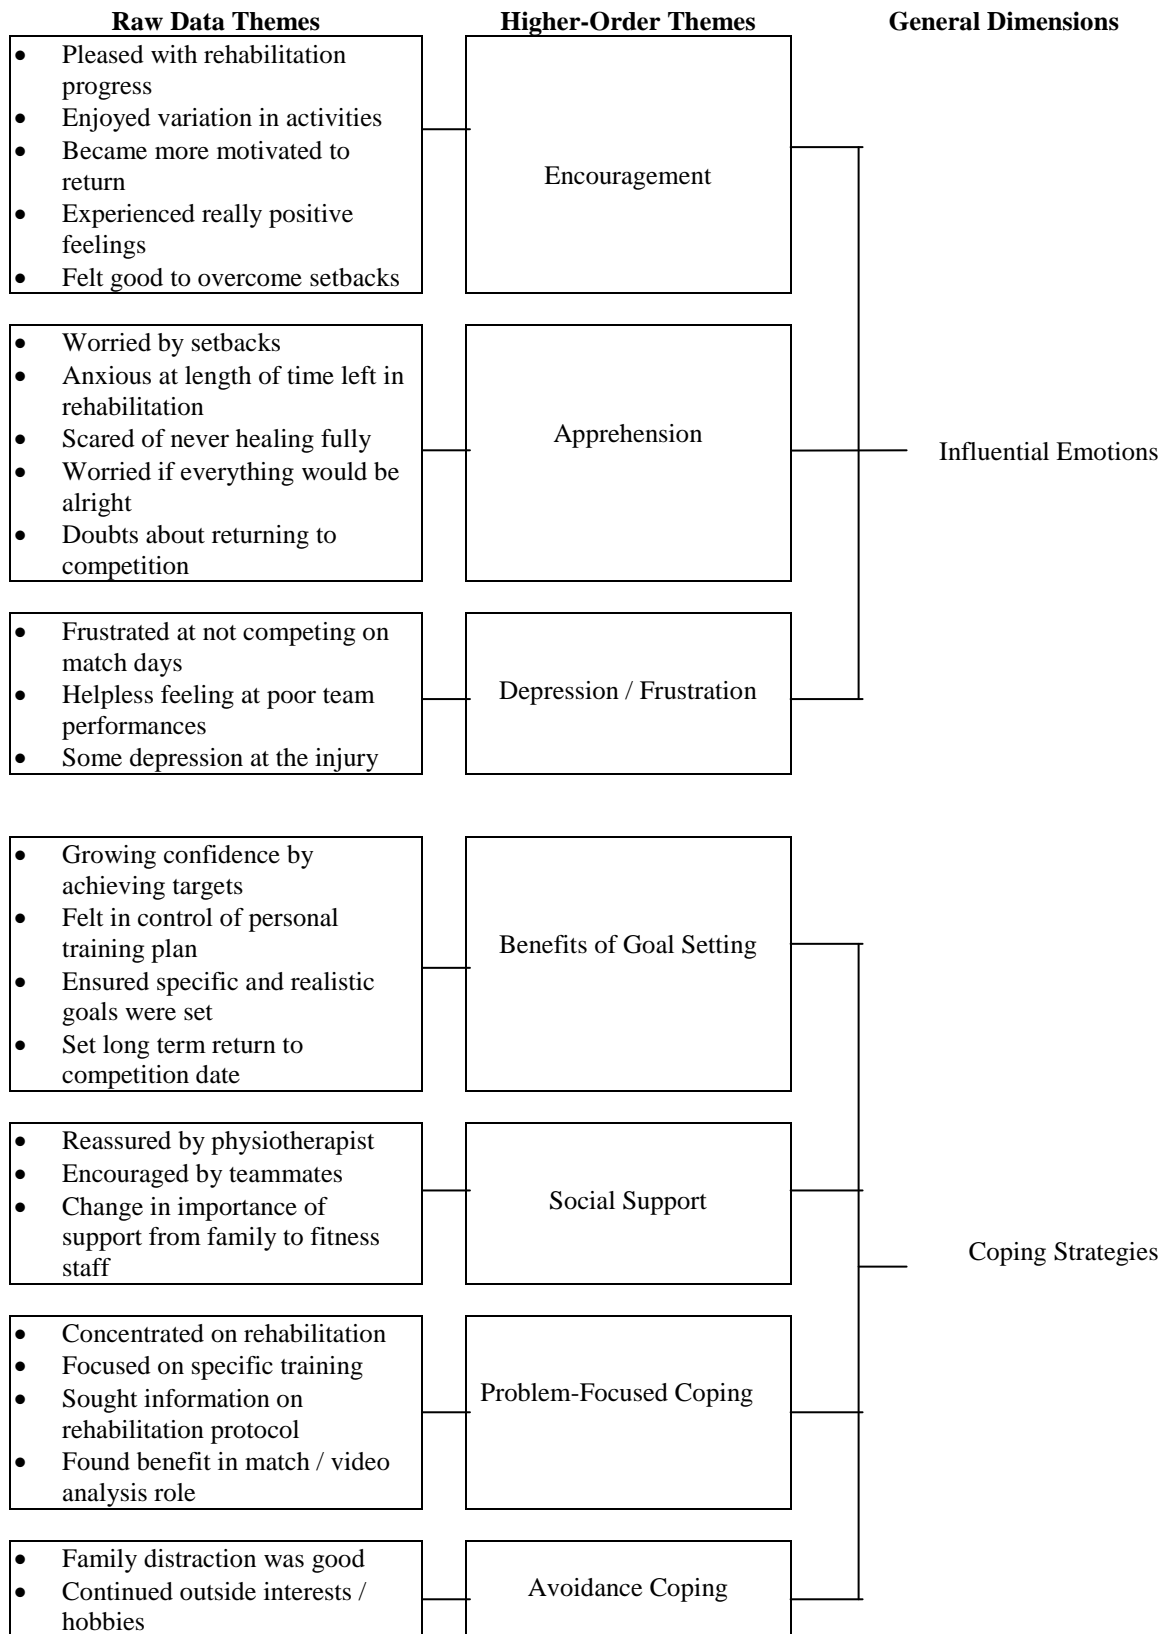 Raw Data Themes Higher-Order Themes General Dimensions
• Pleased with rehabilitation
progress
• Enjoyed variation in activities
• Became more motivated to
return
• Experienced really positive
feelings
• Felt good to overcome setbacks
Encouragement
• Worried by setbacks
• Anxious at length of time left in
rehabilitation
• Scared of never healing fully
• Worried if everything would be
alright
• Doubts about returning to
competition
Apprehension
Influential Emotions
• Frustrated at not competing on
match days
• Helpless feeling at poor team
performances
• Some depression at the injury
Depression / Frustration
• Growing confidence by
achieving targets
• Felt in control of personal
training plan
• Ensured specific and realistic
goals were set
• Set long term return to
competition date
Benefits of Goal Setting
• Reassured by physiotherapist
• Encouraged by teammates
• Change in importance of
support from family to fitness
staff
Social Support
Coping Strategies
• Concentrated on rehabilitation
• Focused on specific training
• Sought information on
rehabilitation protocol
• Found benefit in match / video
analysis role
Problem-Focused Coping
• Family distraction was good
• Continued outside interests /
hobbies
Avoidance Coping